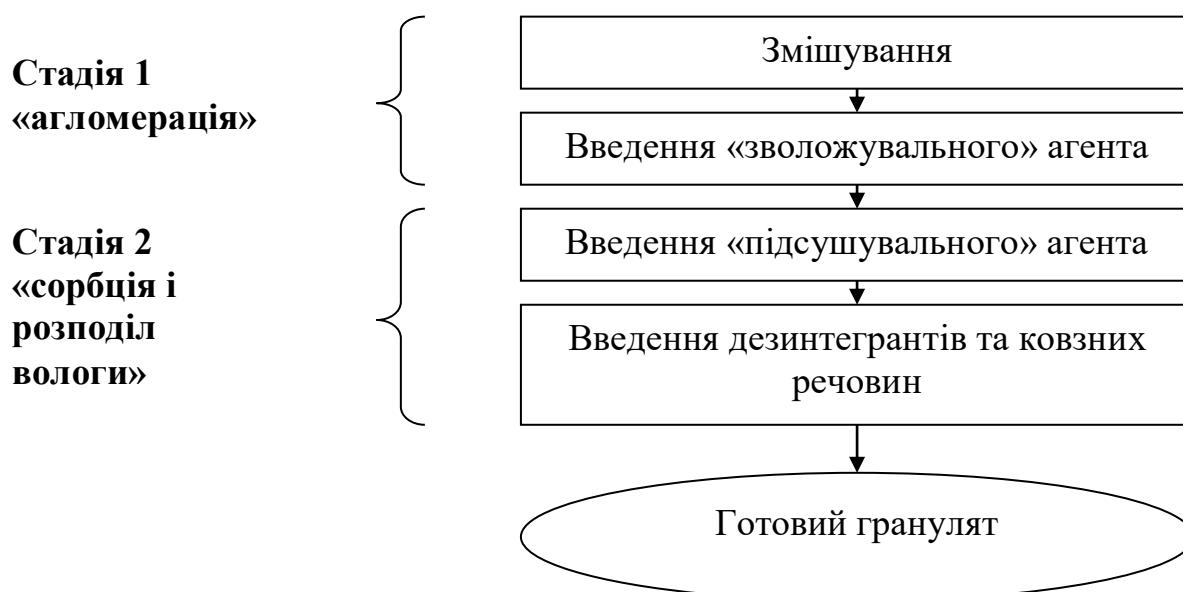 Стадія 1
«агломерація»
Змішування
Введення «зволожувального» агента
Стадія 2
«сорбція і
розподіл
вологи»
Введення «підсушувального» агента
Введення дезинтегрантів та ковзних
речовин
Готовий гранулят